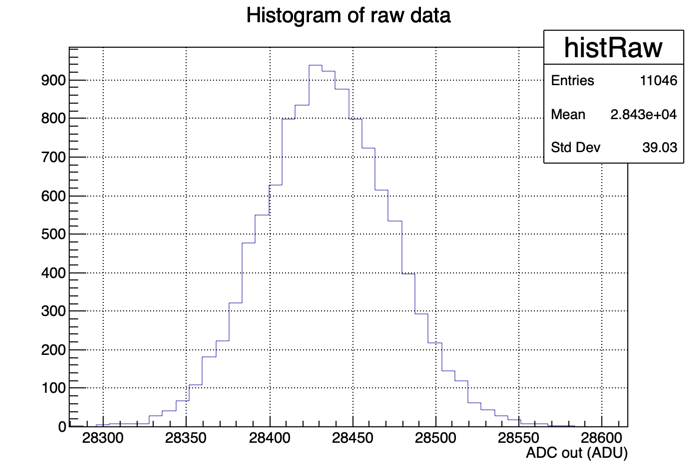 Histogram of raw data
histRaw
Entries 11046
Mean 2.843e+04
Std Dev 39.03
900
800
700
600
500
400
300
200
100
0
28300 28350 28400 28450 28500 28550 28600
ADC out (ADU)